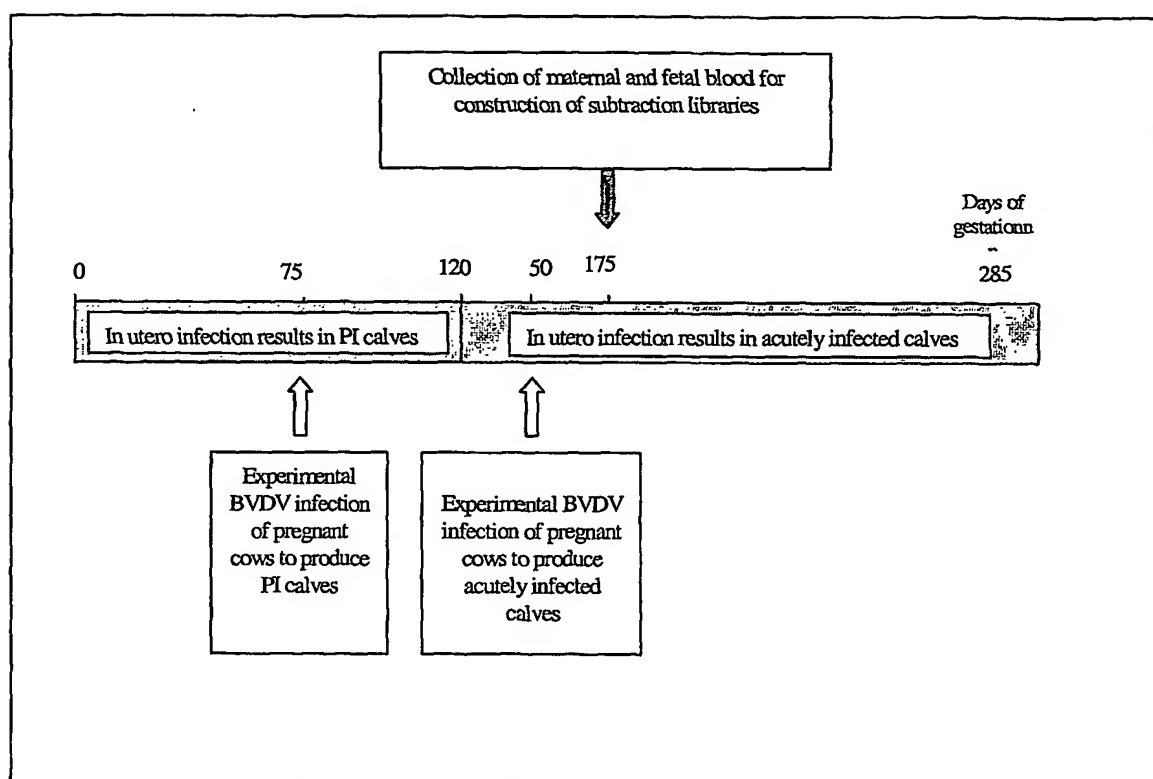 Collection of maternal and fetal blood for
construction of subtraction libraries
Days of
gestationn
0 75 120 50 175 285
In utero infection results in PI calves
In utero infection results in acutely infected calves
Experimental
BVDV infection
of pregnant
cows to produce
PI calves
Experimental BVDV
infection of pregnant
cows to produce
acutely infected
calves